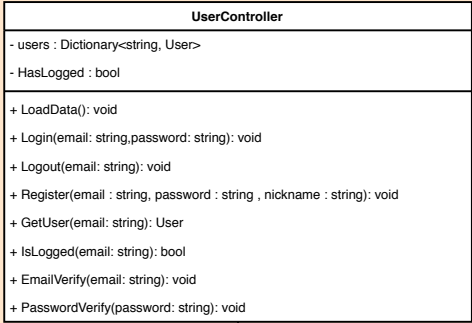 UserController
- users : Dictionary<string, User>
- HasLogged : bool
+ LoadData(): void
+ Login(email: string,password: string): void
+ Logout(email: string): void
+ Register(email : string, password : string , nickname : string): void
+ GetUser(email: string): User
+ IsLogged(email: string): bool
+ EmailVerify(email: string): void
+ PasswordVerify(password: string): void